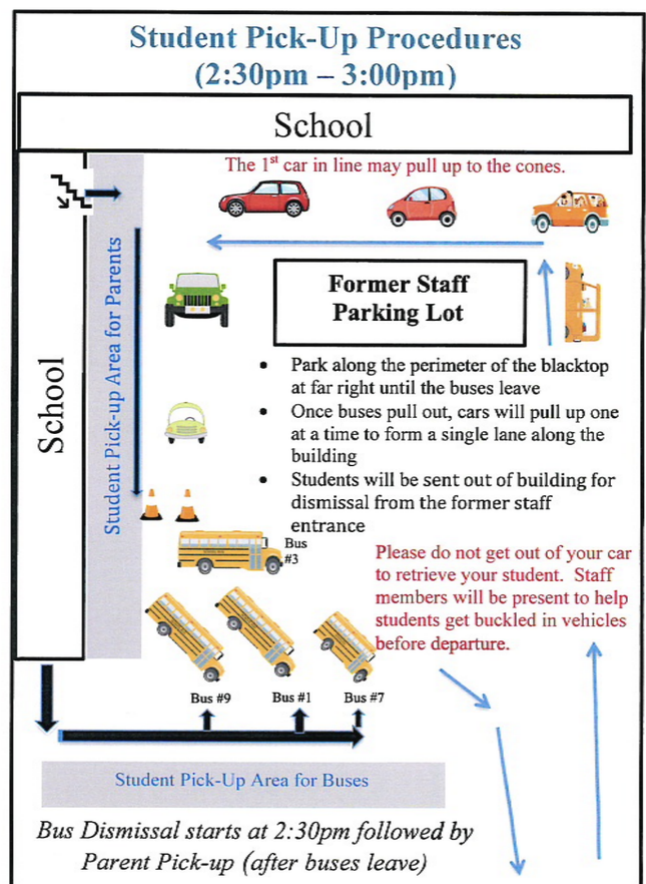 Student Pick-Up Procedures
(2:30pm – 3:00pm)
School
The 1st car in line may pull up to the cones.
School
Student Pick-up Area for Parents
Former Staff
Parking Lot
• Park along the perimeter of the blacktop
at far right until the buses leave
• Once buses pull out, cars will pull up one
at a time to form a single lane along the
building
• Students will be sent out of building for
dismissal from the former staff
entrance
Bus
#3
Please do not get out of your car
to retrieve your student. Staff
members will be present to help
students get buckled in vehicles
before departure.
Bus #9
Bus #1
Bus #7
Student Pick-Up Area for Buses
Bus Dismissal starts at 2:30pm followed by
Parent Pick-up (after buses leave)